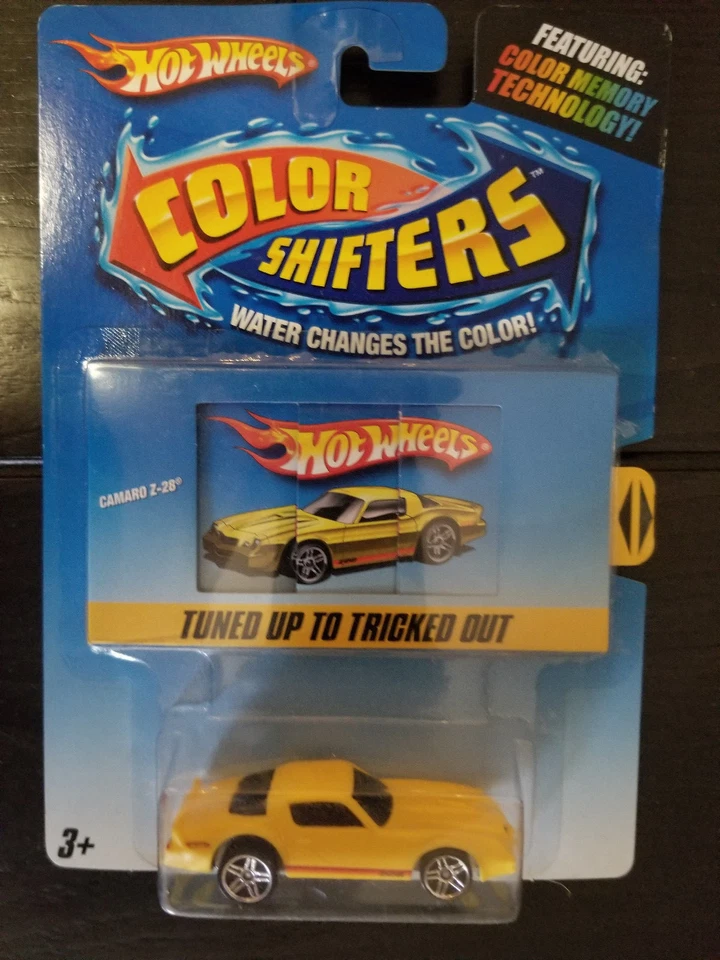 HOT WHEELS
FEATURING:
COLOR MEMORY
TECHNOLOGY!
COLOR
SHIFTERS™
WATER CHANGES THE COLOR!
HOT WHEELS®
CAMARO Z-28®
TUNED UP TO TRICKED OUT
3+